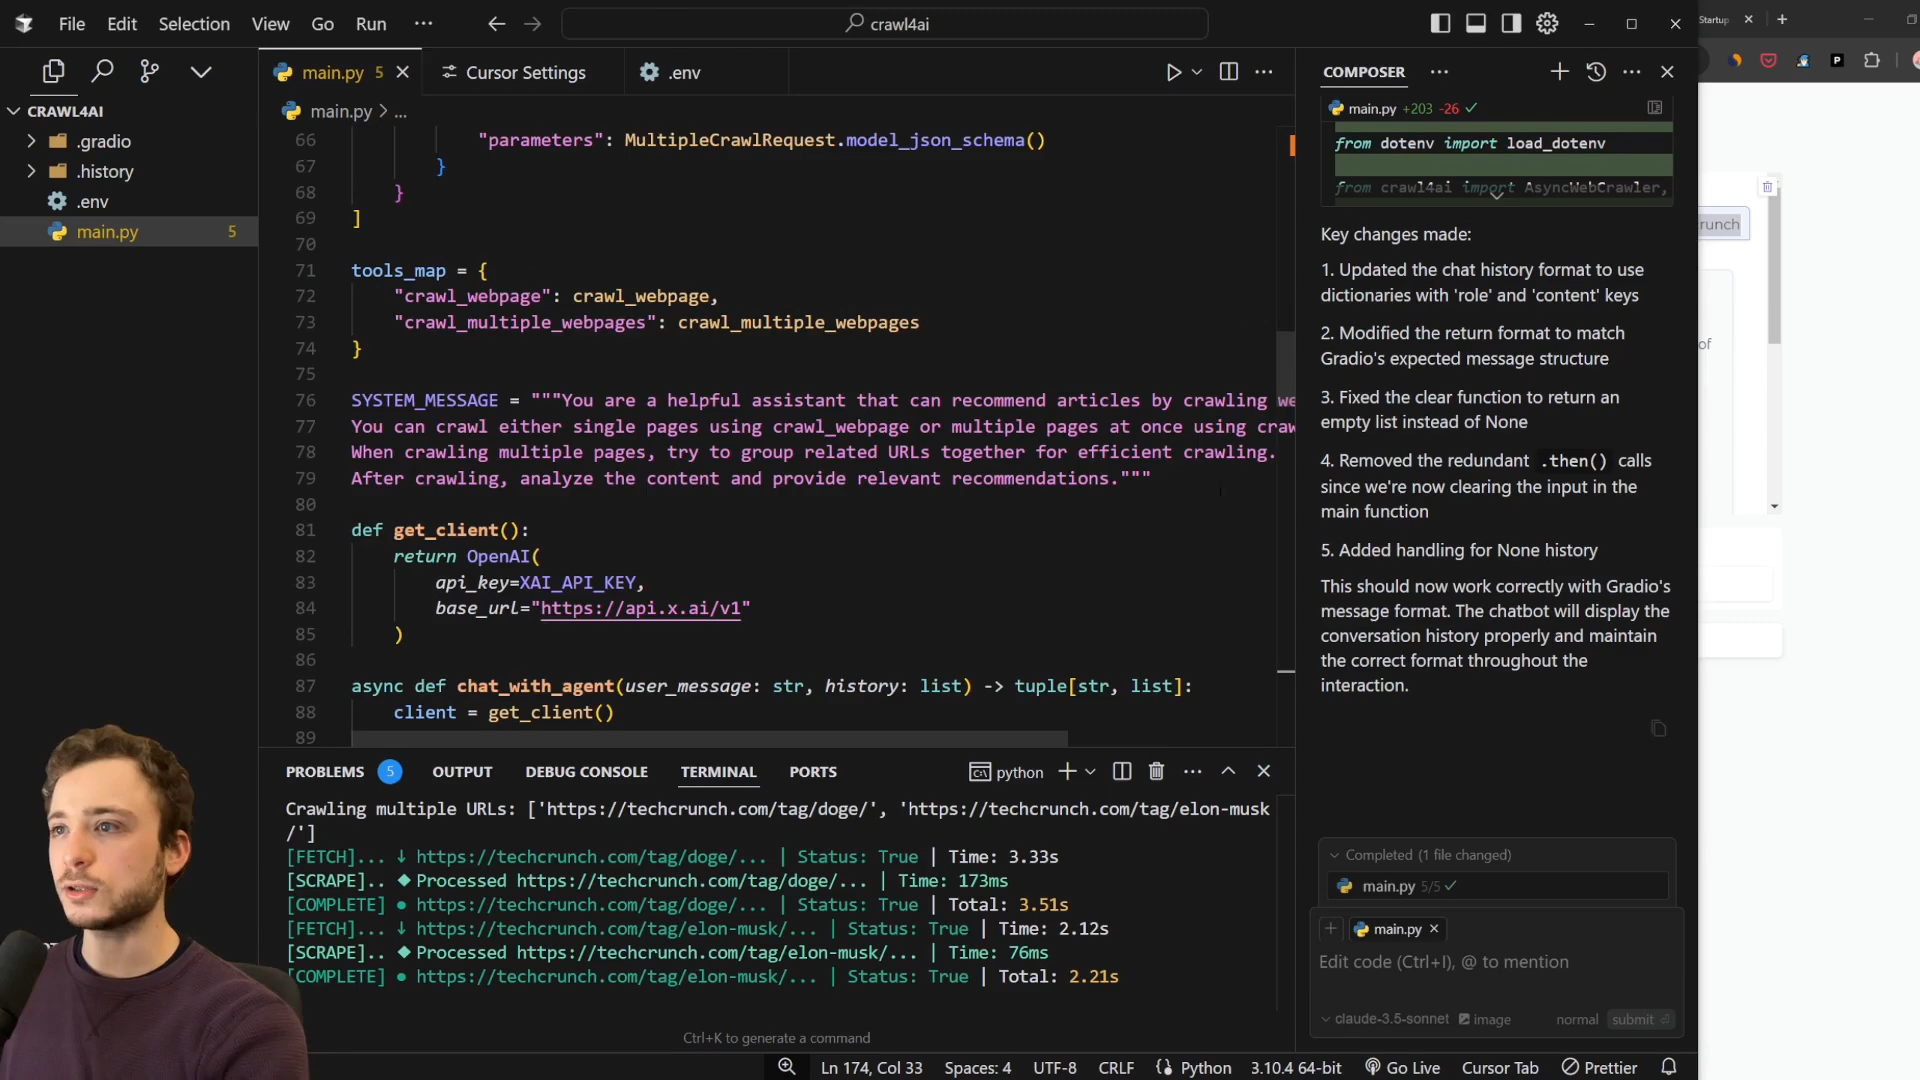 File Edit Selection View Go Run ··· crawl4ai Startup
main.py 5 Cursor Settings .env
CRAWL4AI
.gradio
.history
.env
main.py 5
main.py > ...
66 "parameters": MultipleCrawlRequest.model_json_schema()
67 }
68 }
69 ]
70
71 tools_map = {
72 "crawl_webpage": crawl_webpage,
73 "crawl_multiple_webpages": crawl_multiple_webpages
74 }
75
76 SYSTEM_MESSAGE = """You are a helpful assistant that can recommend articles by crawling we
77 You can crawl either single pages using crawl_webpage or multiple pages at once using craw
78 When crawling multiple pages, try to group related URLs together for efficient crawling.
79 After crawling, analyze the content and provide relevant recommendations."""
80
81 def get_client():
82 return OpenAI(
83 api_key=XAI_API_KEY,
84 base_url="https://api.x.ai/v1"
85 )
86
87 async def chat_with_agent(user_message: str, history: list) -> tuple[str, list]:
88 client = get_client()
89
PROBLEMS 5 OUTPUT DEBUG CONSOLE TERMINAL PORTS python
Crawling multiple URLs: ['https://techcrunch.com/tag/doge/', 'https://techcrunch.com/tag/elon-musk
/']
[FETCH]... ↓ https://techcrunch.com/tag/doge/... | Status: True | Time: 3.33s
[SCRAPE].. ◆ Processed https://techcrunch.com/tag/doge/... | Time: 173ms
[COMPLETE] ● https://techcrunch.com/tag/doge/... | Status: True | Total: 3.51s
[FETCH]... ↓ https://techcrunch.com/tag/elon-musk/... | Status: True | Time: 2.12s
[SCRAPE].. ◆ Processed https://techcrunch.com/tag/elon-musk/... | Time: 76ms
[COMPLETE] ● https://techcrunch.com/tag/elon-musk/... | Status: True | Total: 2.21s
Ctrl+K to generate a command
COMPOSER
main.py +203 -26
from dotenv import load_dotenv
from crawl4ai import AsyncWebCrawler,
Key changes made:
1. Updated the chat history format to use
dictionaries with 'role' and 'content' keys
2. Modified the return format to match
Gradio's expected message structure
3. Fixed the clear function to return an
empty list instead of None
4. Removed the redundant .then() calls
since we're now clearing the input in the
main function
5. Added handling for None history
This should now work correctly with Gradio's
message format. The chatbot will display the
conversation history properly and maintain
the correct format throughout the
interaction.
Completed (1 file changed)
main.py 5/5
main.py
Edit code (Ctrl+I), @ to mention
claude-3.5-sonnet image normal submit
runch
of
Ln 174, Col 33 Spaces: 4 UTF-8 CRLF Python 3.10.4 64-bit Go Live Cursor Tab Prettier